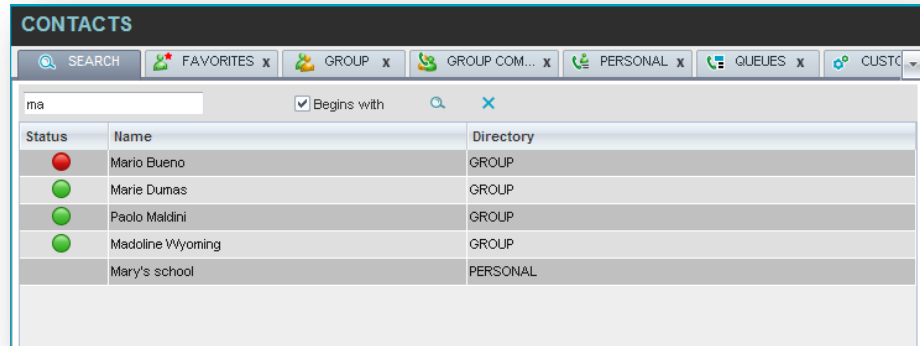 CONTACTS
SEARCH FAVORITES x GROUP x GROUP COM... x PERSONAL x QUEUES x CUSTO
ma Begins with
Status Name Directory
Mario Bueno GROUP
Marie Dumas GROUP
Paolo Maldini GROUP
Madoline Wyoming GROUP
Mary's school PERSONAL